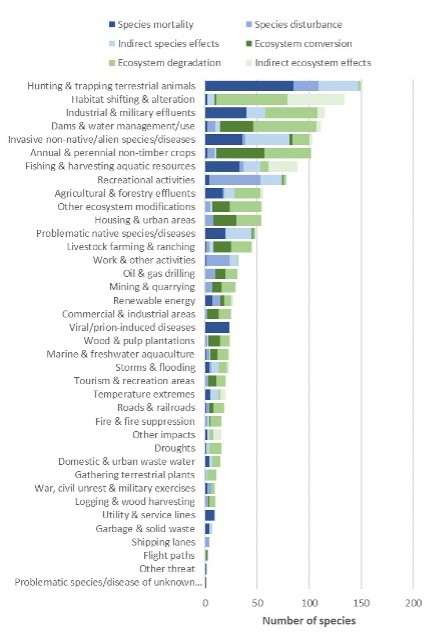 Species mortality Species disturbance
Indirect species effects Ecosystem conversion
Ecosystem degradation Indirect ecosystem effects
Hunting & trapping terrestrial animals
Habitat shifting & alteration
Industrial & military effluents
Dams & water management/use
Invasive non-native/alien species/diseases
Annual & perennial non-timber crops
Fishing & harvesting aquatic resources
Recreational activities
Agricultural & forestry effluents
Other ecosystem modifications
Housing & urban areas
Problematic native species/diseases
Livestock farming & ranching
Work & other activities
Oil & gas drilling
Mining & quarrying
Renewable energy
Commercial & industrial areas
Viral/prion-induced diseases
Wood & pulp plantations
Marine & freshwater aquaculture
Storms & flooding
Tourism & recreation areas
Temperature extremes
Roads & railroads
Fire & fire suppression
Other impacts
Droughts
Domestic & urban waste water
Gathering terrestrial plants
War, civil unrest & military exercises
Logging & wood harvesting
Utility & service lines
Garbage & solid waste
Shipping lanes
Flight paths
Other threat
Problematic species/disease of unknown...
0 50 100 150 200
Number of species